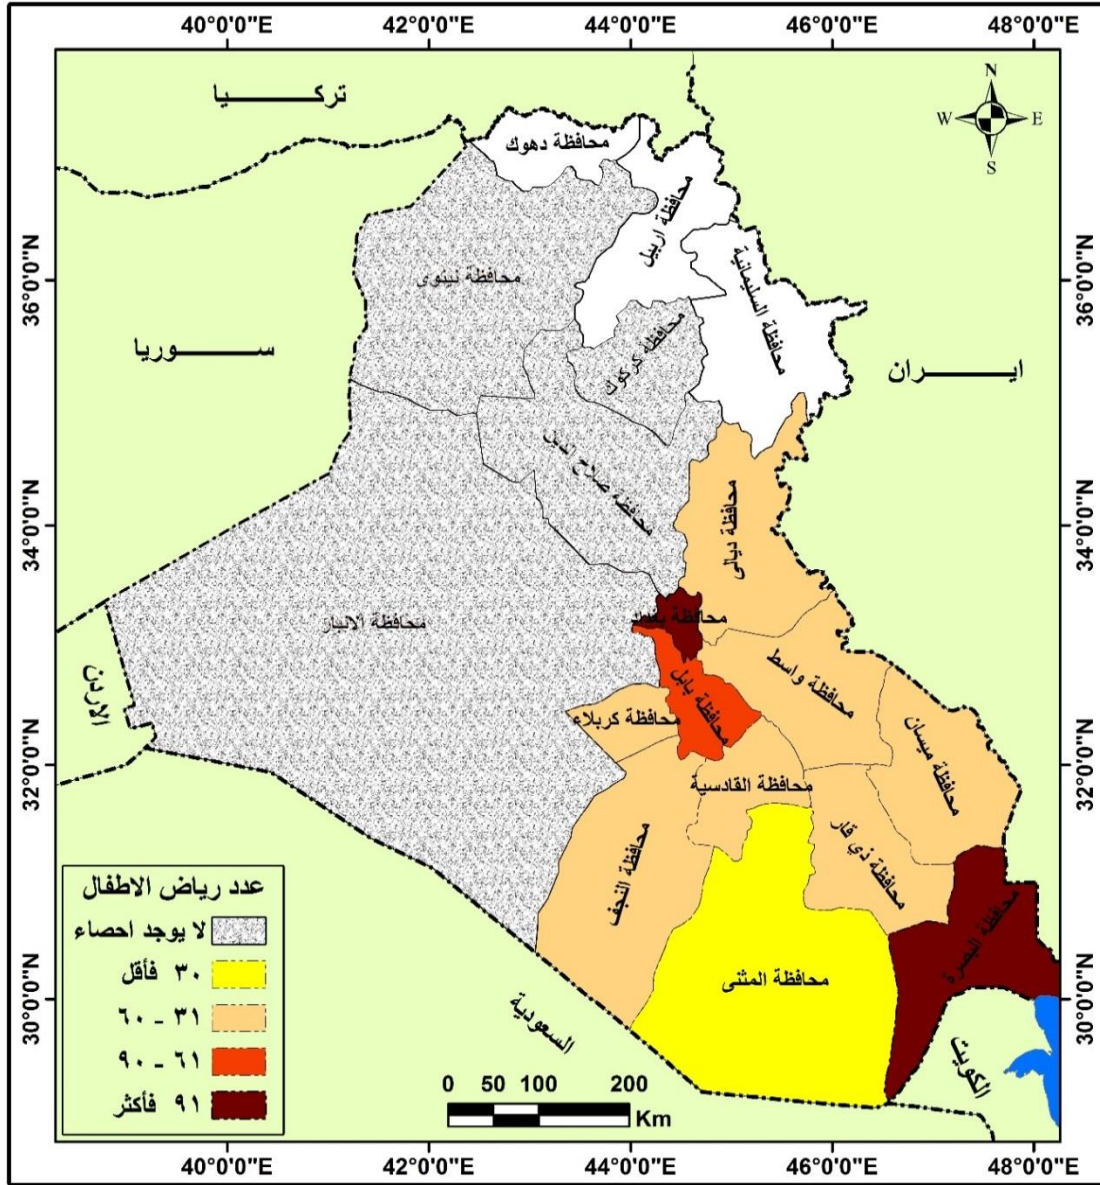 40°0'0"E 42°0'0"E 44°0'0"E 46°0'0"E 48°0'0"E
تركـــــيا
N
W E
S
محافظة دهوك
محافظة اربيل
محافظة السليمانية
36°0'0"N
محافظة نينوى
36°0'0"N
محافظة كركوك
ســـــوريا
ايـــــران
محافظة صلاح الدين
محافظة ديالى
34°0'0"N
34°0'0"N
محافظة بغداد
محافظة الانبار
محافظة واسط
الاردن
محافظة بابل
محافظة كربلاء
محافظة ميسان
32°0'0"N
32°0'0"N
محافظة القادسية
محافظة ذي قار
محافظة النجف
محافظة البصرة
محافظة المثنى
30°0'0"N
30°0'0"N
السعودية
الكويت
عدد رياض الاطفال
لا يوجد احصاء
٣٠ فأقل
٣١ - ٦٠
٦١ - ٩٠
٩١ فأكثر
0 50 100 200
Km
40°0'0"E 42°0'0"E 44°0'0"E 46°0'0"E 48°0'0"E